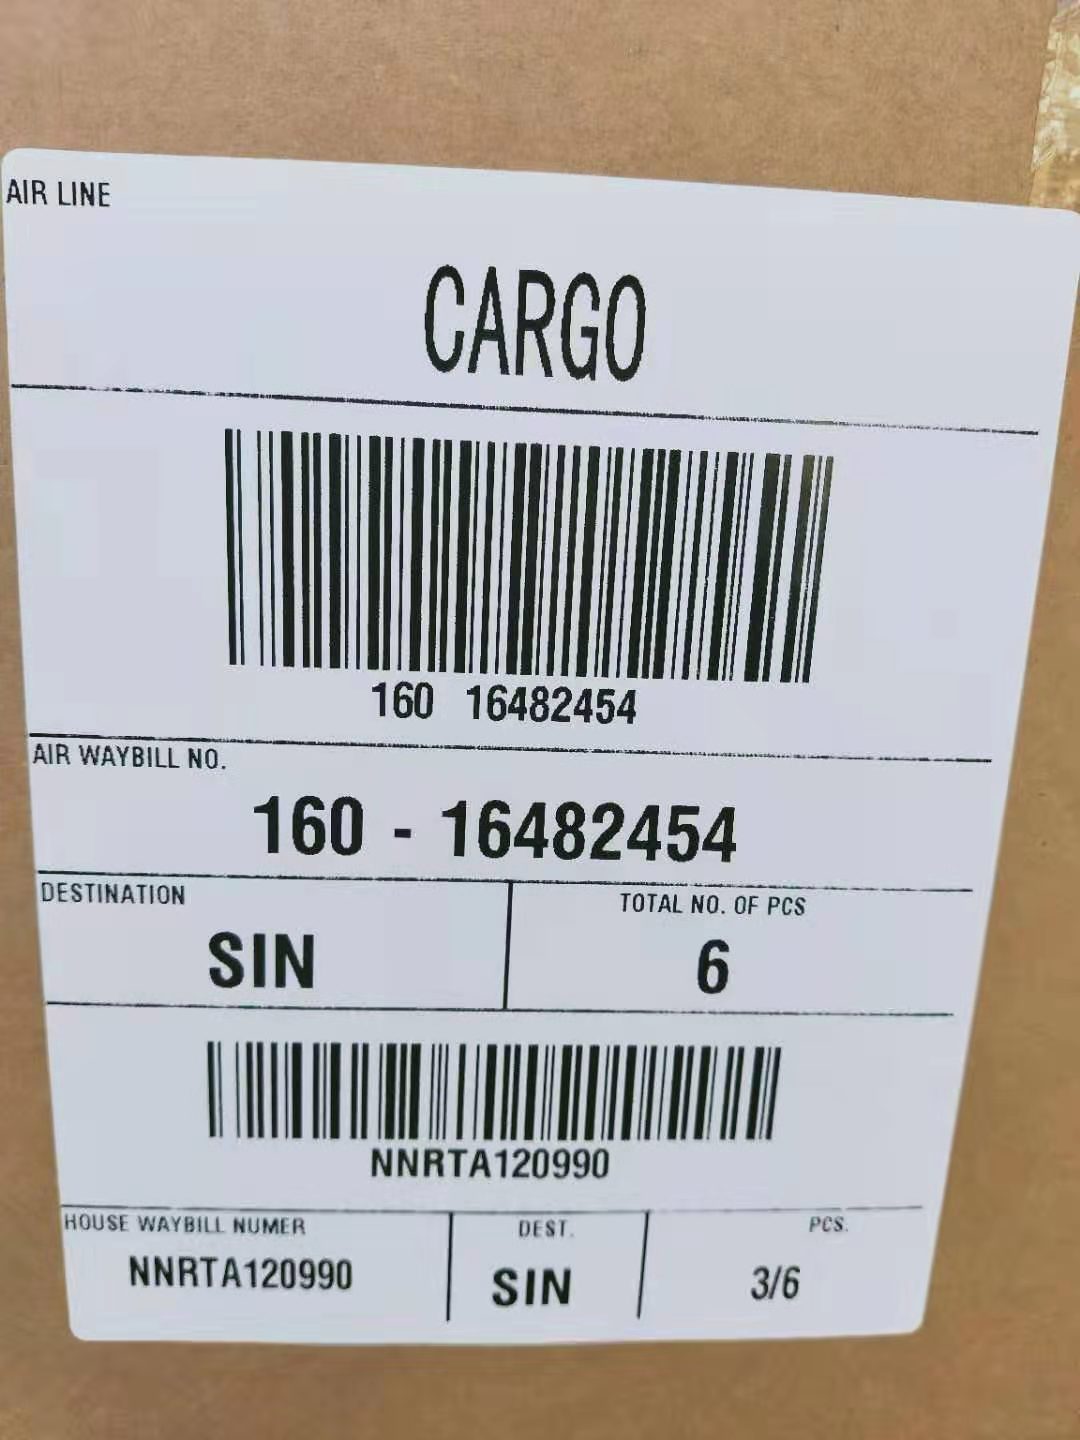 AIR LINE
CARGO
160 16482454
AIR WAYBILL NO.
160 - 16482454
DESTINATION
TOTAL NO. OF PCS
SIN
6
NNRTA120990
HOUSE WAYBILL NUMER
DEST.
PCS.
NNRTA120990
SIN
3/6